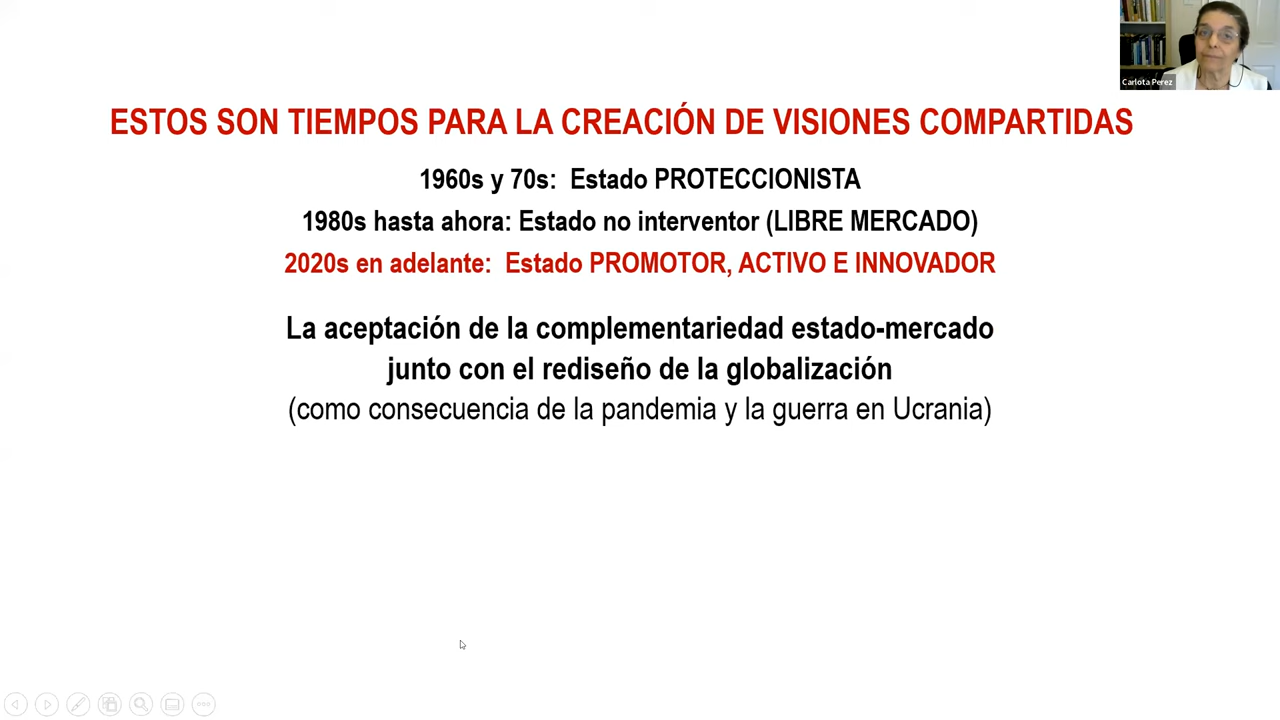 Carlota Perez
ESTOS SON TIEMPOS PARA LA CREACIÓN DE VISIONES COMPARTIDAS
1960s y 70s: Estado PROTECCIONISTA
1980s hasta ahora: Estado no interventor (LIBRE MERCADO)
2020s en adelante: Estado PROMOTOR, ACTIVO E INNOVADOR
La aceptación de la complementariedad estado-mercado
junto con el rediseño de la globalización
(como consecuencia de la pandemia y la guerra en Ucrania)